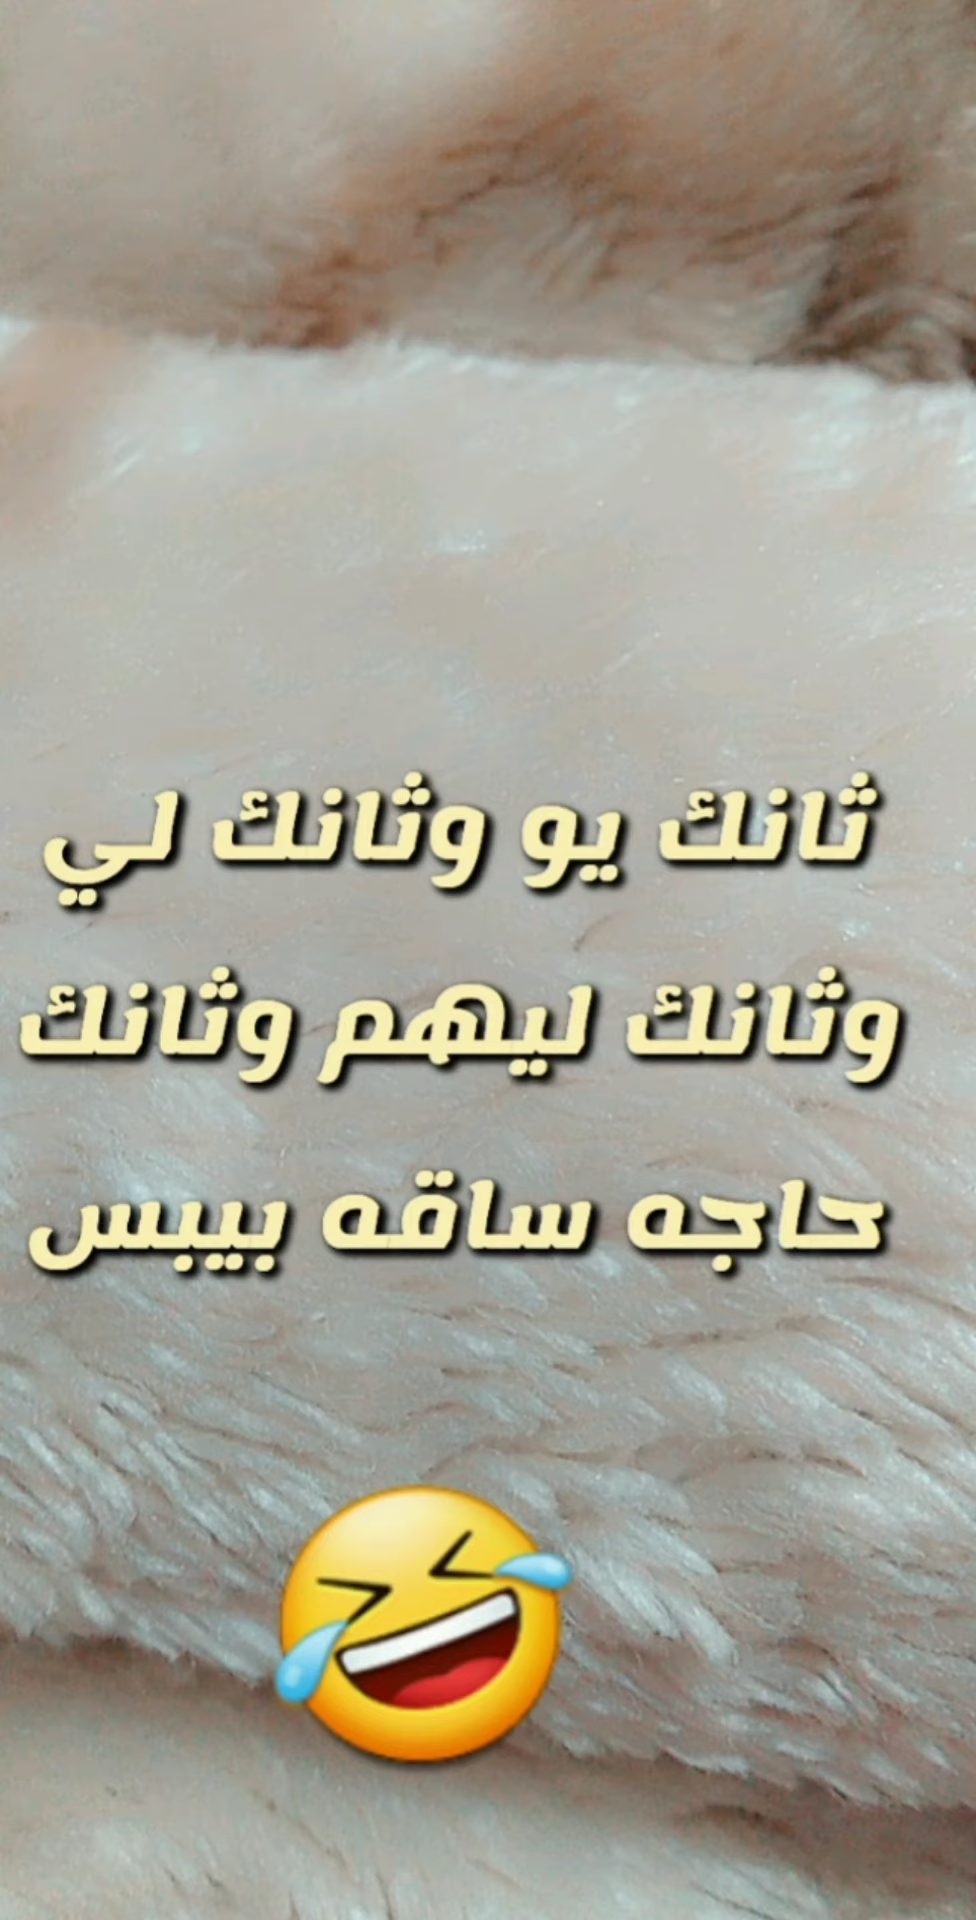 ثانك يو وثانك لي
وثانك ليهم وثانك
حاجه ساقه بيبس
🤣